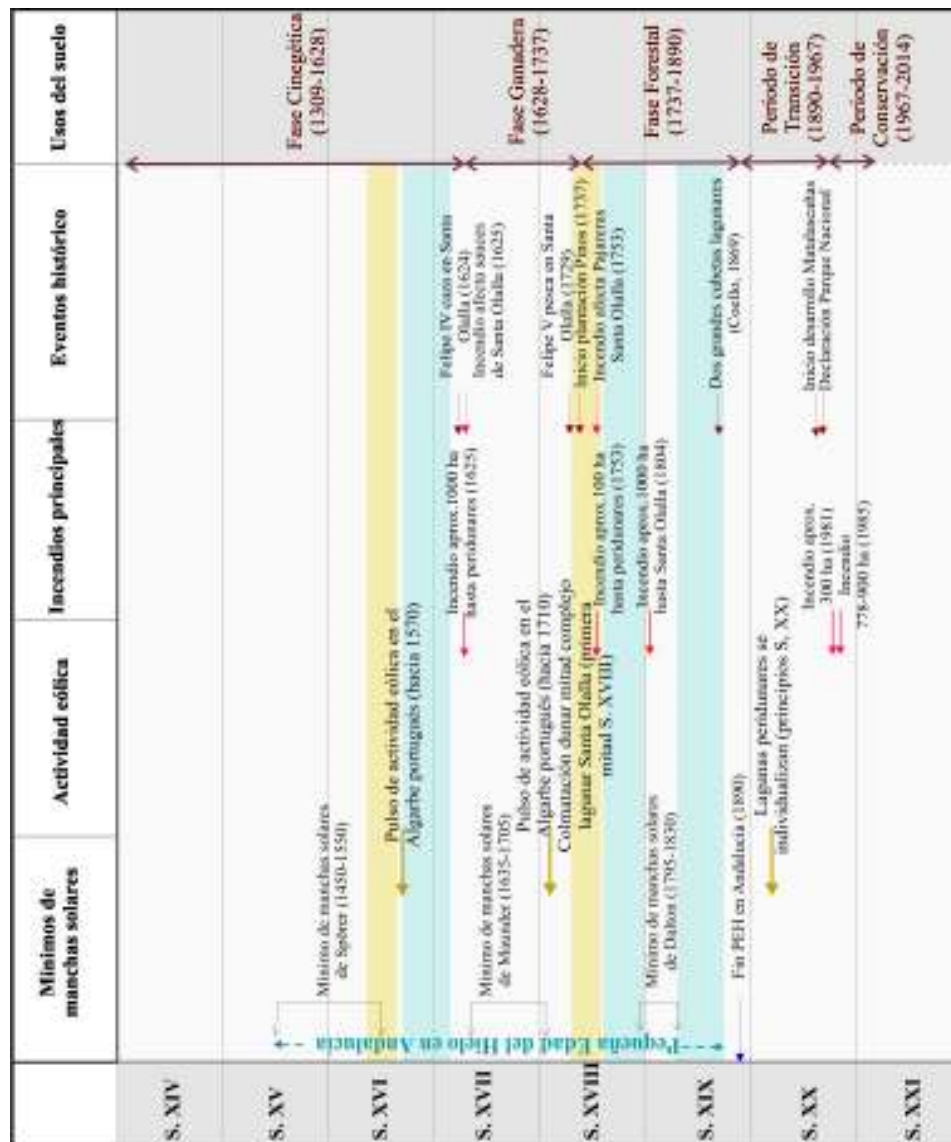 Mínimos de
manchas solares
Actividad eólica
Incendios principales
Eventos histórico
Usos del suelo
S. XIV
S. XV
S. XVI
S. XVII
S. XVIII
S. XIX
S. XX
S. XXI
Pequeña Edad del Hielo en Andalucía
Mínimo de manchas solares
de Spörer (1450-1550)
Mínimo de manchas solares
de Maunder (1635-1705)
Mínimo de manchas solares
de Dalton (1795-1830)
Fin PEH en Andalucía (1890)
Pulso de actividad eólica en el
Algarbe portugués (hacia 1570)
Pulso de actividad eólica en el
Algarbe portugués (hacia 1710)
Colmatación dunar mitad complejo
lagunar Santa Olalla (primera
mitad S. XVIII)
Lagunas peridunares se
individualizan (principios S. XX)
Incendio aprox.1000 ha
hasta peridunares (1625)
Incendio aprox.100 ha
hasta peridunares (1753)
Incendio aprox.1000 ha
hasta Santa Olalla (1804)
Incendio aprox.
300 ha (1981)
Incendio
778-900 ha (1985)
Felipe IV caza en Santa
Olalla (1624)
Incendio afecta sauces
de Santa Olalla (1625)
Felipe V pesca en Santa
Olalla (1729)
Inicio plantación Pinos (1737)
Incendio afecta Pajareras
Santa Olalla (1753)
Dos grandes cubetas lagunares
(Coello, 1869)
Inicio desarrollo Matalascañas
Declaración Parque Nacional
Fase Cinegética
(1309-1628)
Fase Ganadera
(1628-1737)
Fase Forestal
(1737-1890)
Período de
Transición
(1890-1967)
Período de
Conservación
(1967-2014)